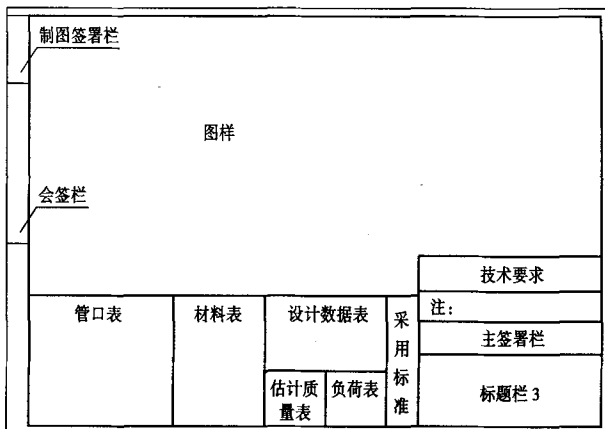 制图签署栏
图样
会签栏
技术要求
管口表
材料表
设计数据表
采用标准
注:
主签署栏
估计质
量表
负荷表
标题栏 3